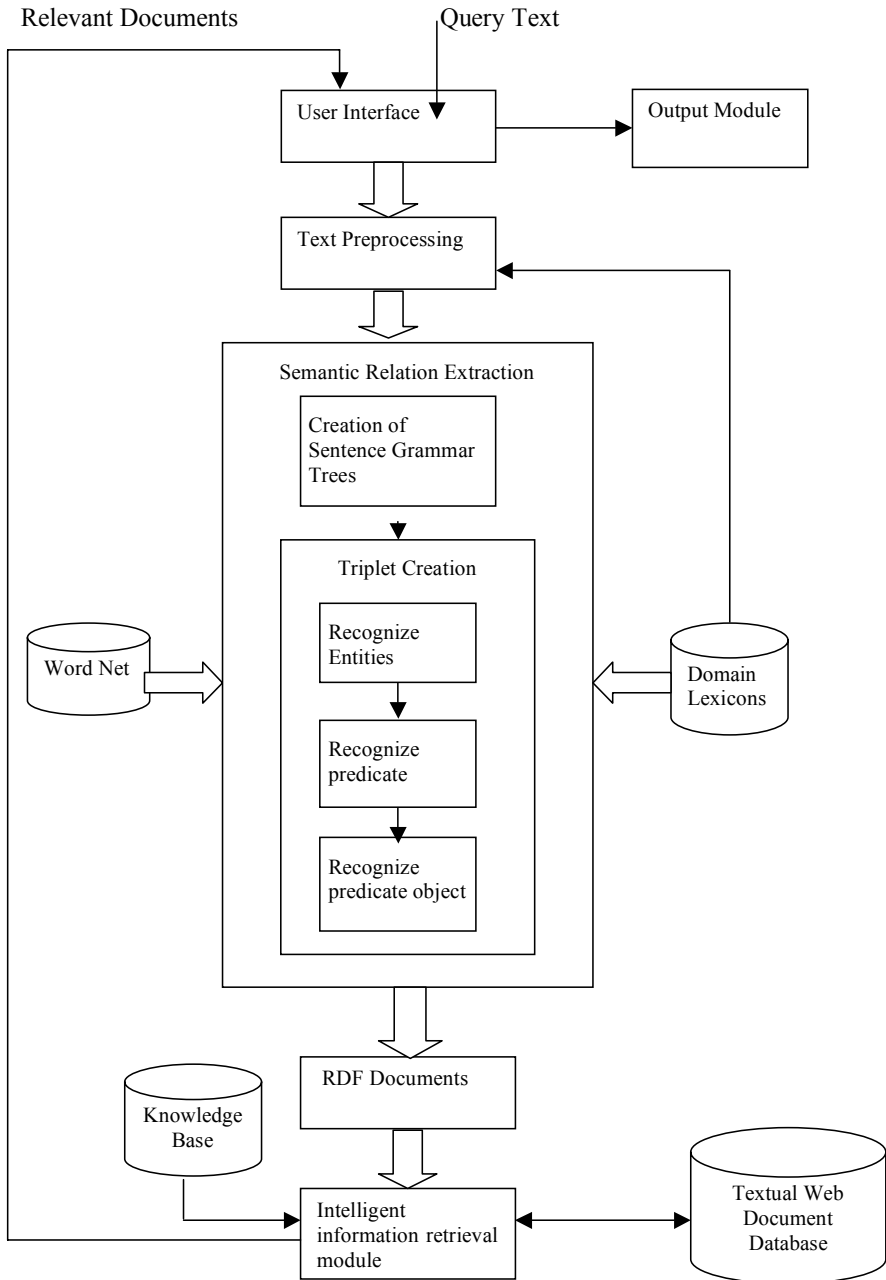 Relevant Documents
Query Text
User Interface
Output Module
Text Preprocessing
Semantic Relation Extraction
Creation of
Sentence Grammar
Trees
Triplet Creation
Recognize
Entities
Word Net
Domain
Lexicons
Recognize
predicate
Recognize
predicate object
RDF Documents
Knowledge
Base
Intelligent
information retrieval
module
Textual Web
Document
Database